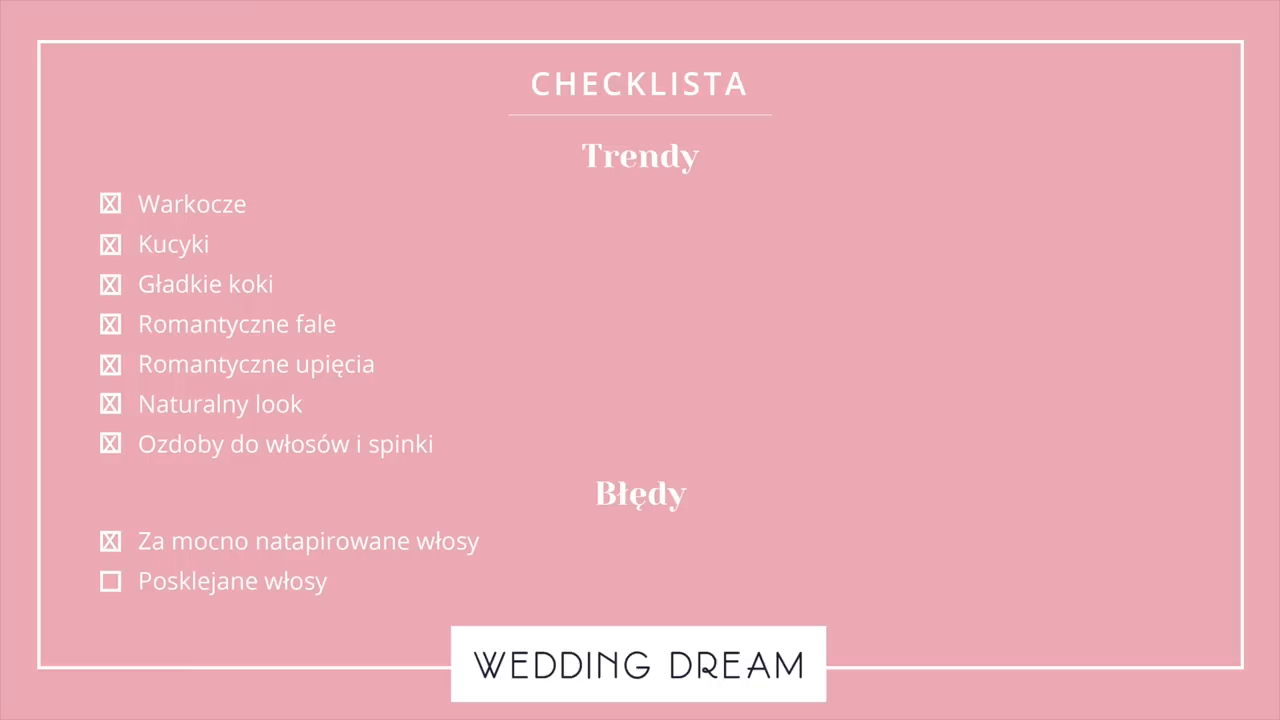 CHECKLISTA
Trendy
☒ Warkocze
☒ Kucyki
☒ Gładkie koki
☒ Romantyczne fale
☒ Romantyczne upięcia
☒ Naturalny look
☒ Ozdoby do włosów i spinki
Błędy
☒ Za mocno natapirowane włosy
☐ Posklejane włosy
WEDDING DREAM